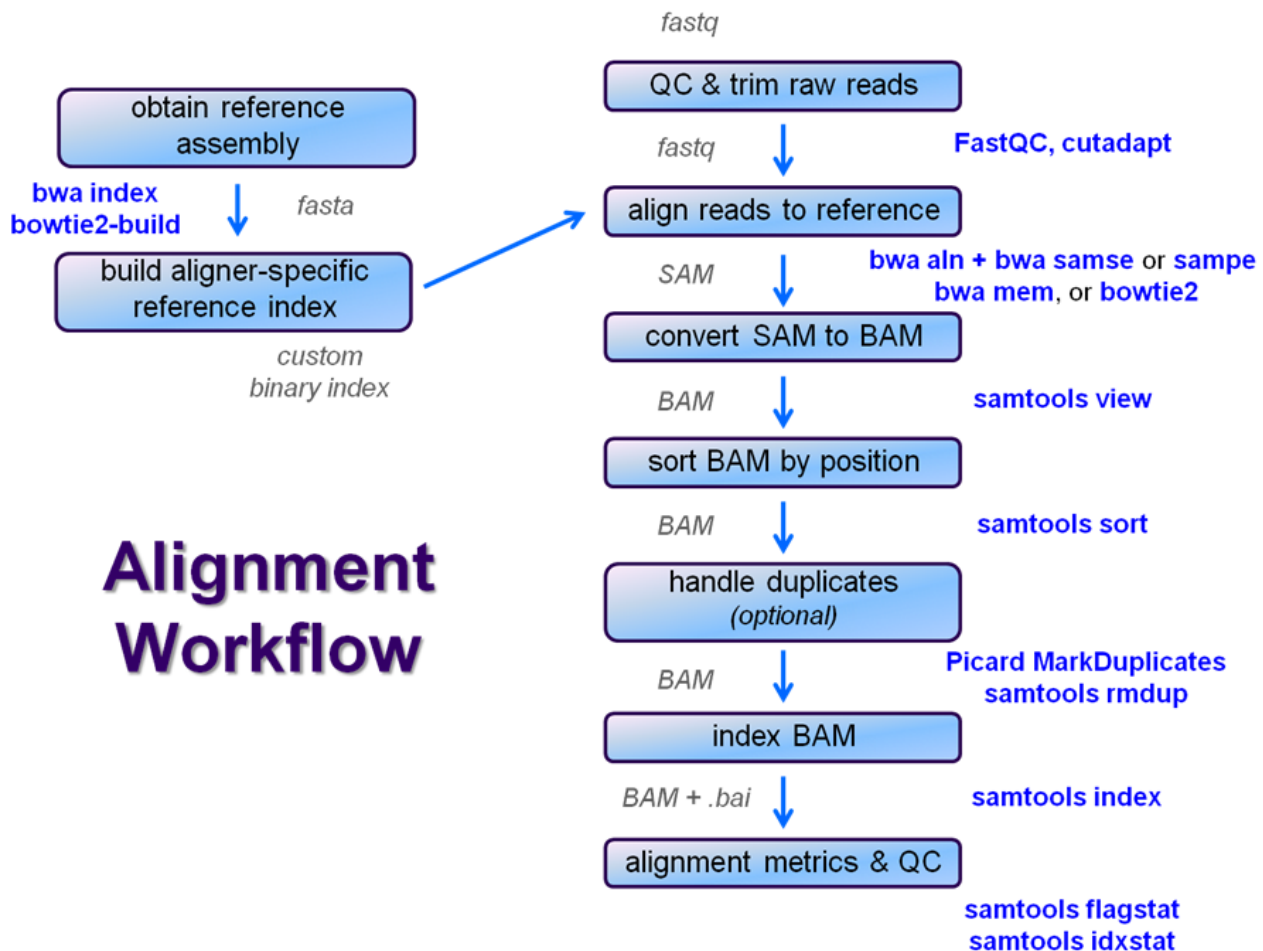 obtain reference
assembly
bwa index
bowtie2-build
fasta
build aligner-specific
reference index
custom
binary index
Alignment
Workflow
fastq
QC & trim raw reads
fastq
FastQC, cutadapt
align reads to reference
SAM
bwa aln + bwa samse or sampe
bwa mem, or bowtie2
convert SAM to BAM
BAM
samtools view
sort BAM by position
BAM
samtools sort
handle duplicates
(optional)
BAM
Picard MarkDuplicates
samtools rmdup
index BAM
BAM + .bai
samtools index
alignment metrics & QC
samtools flagstat
samtools idxstat